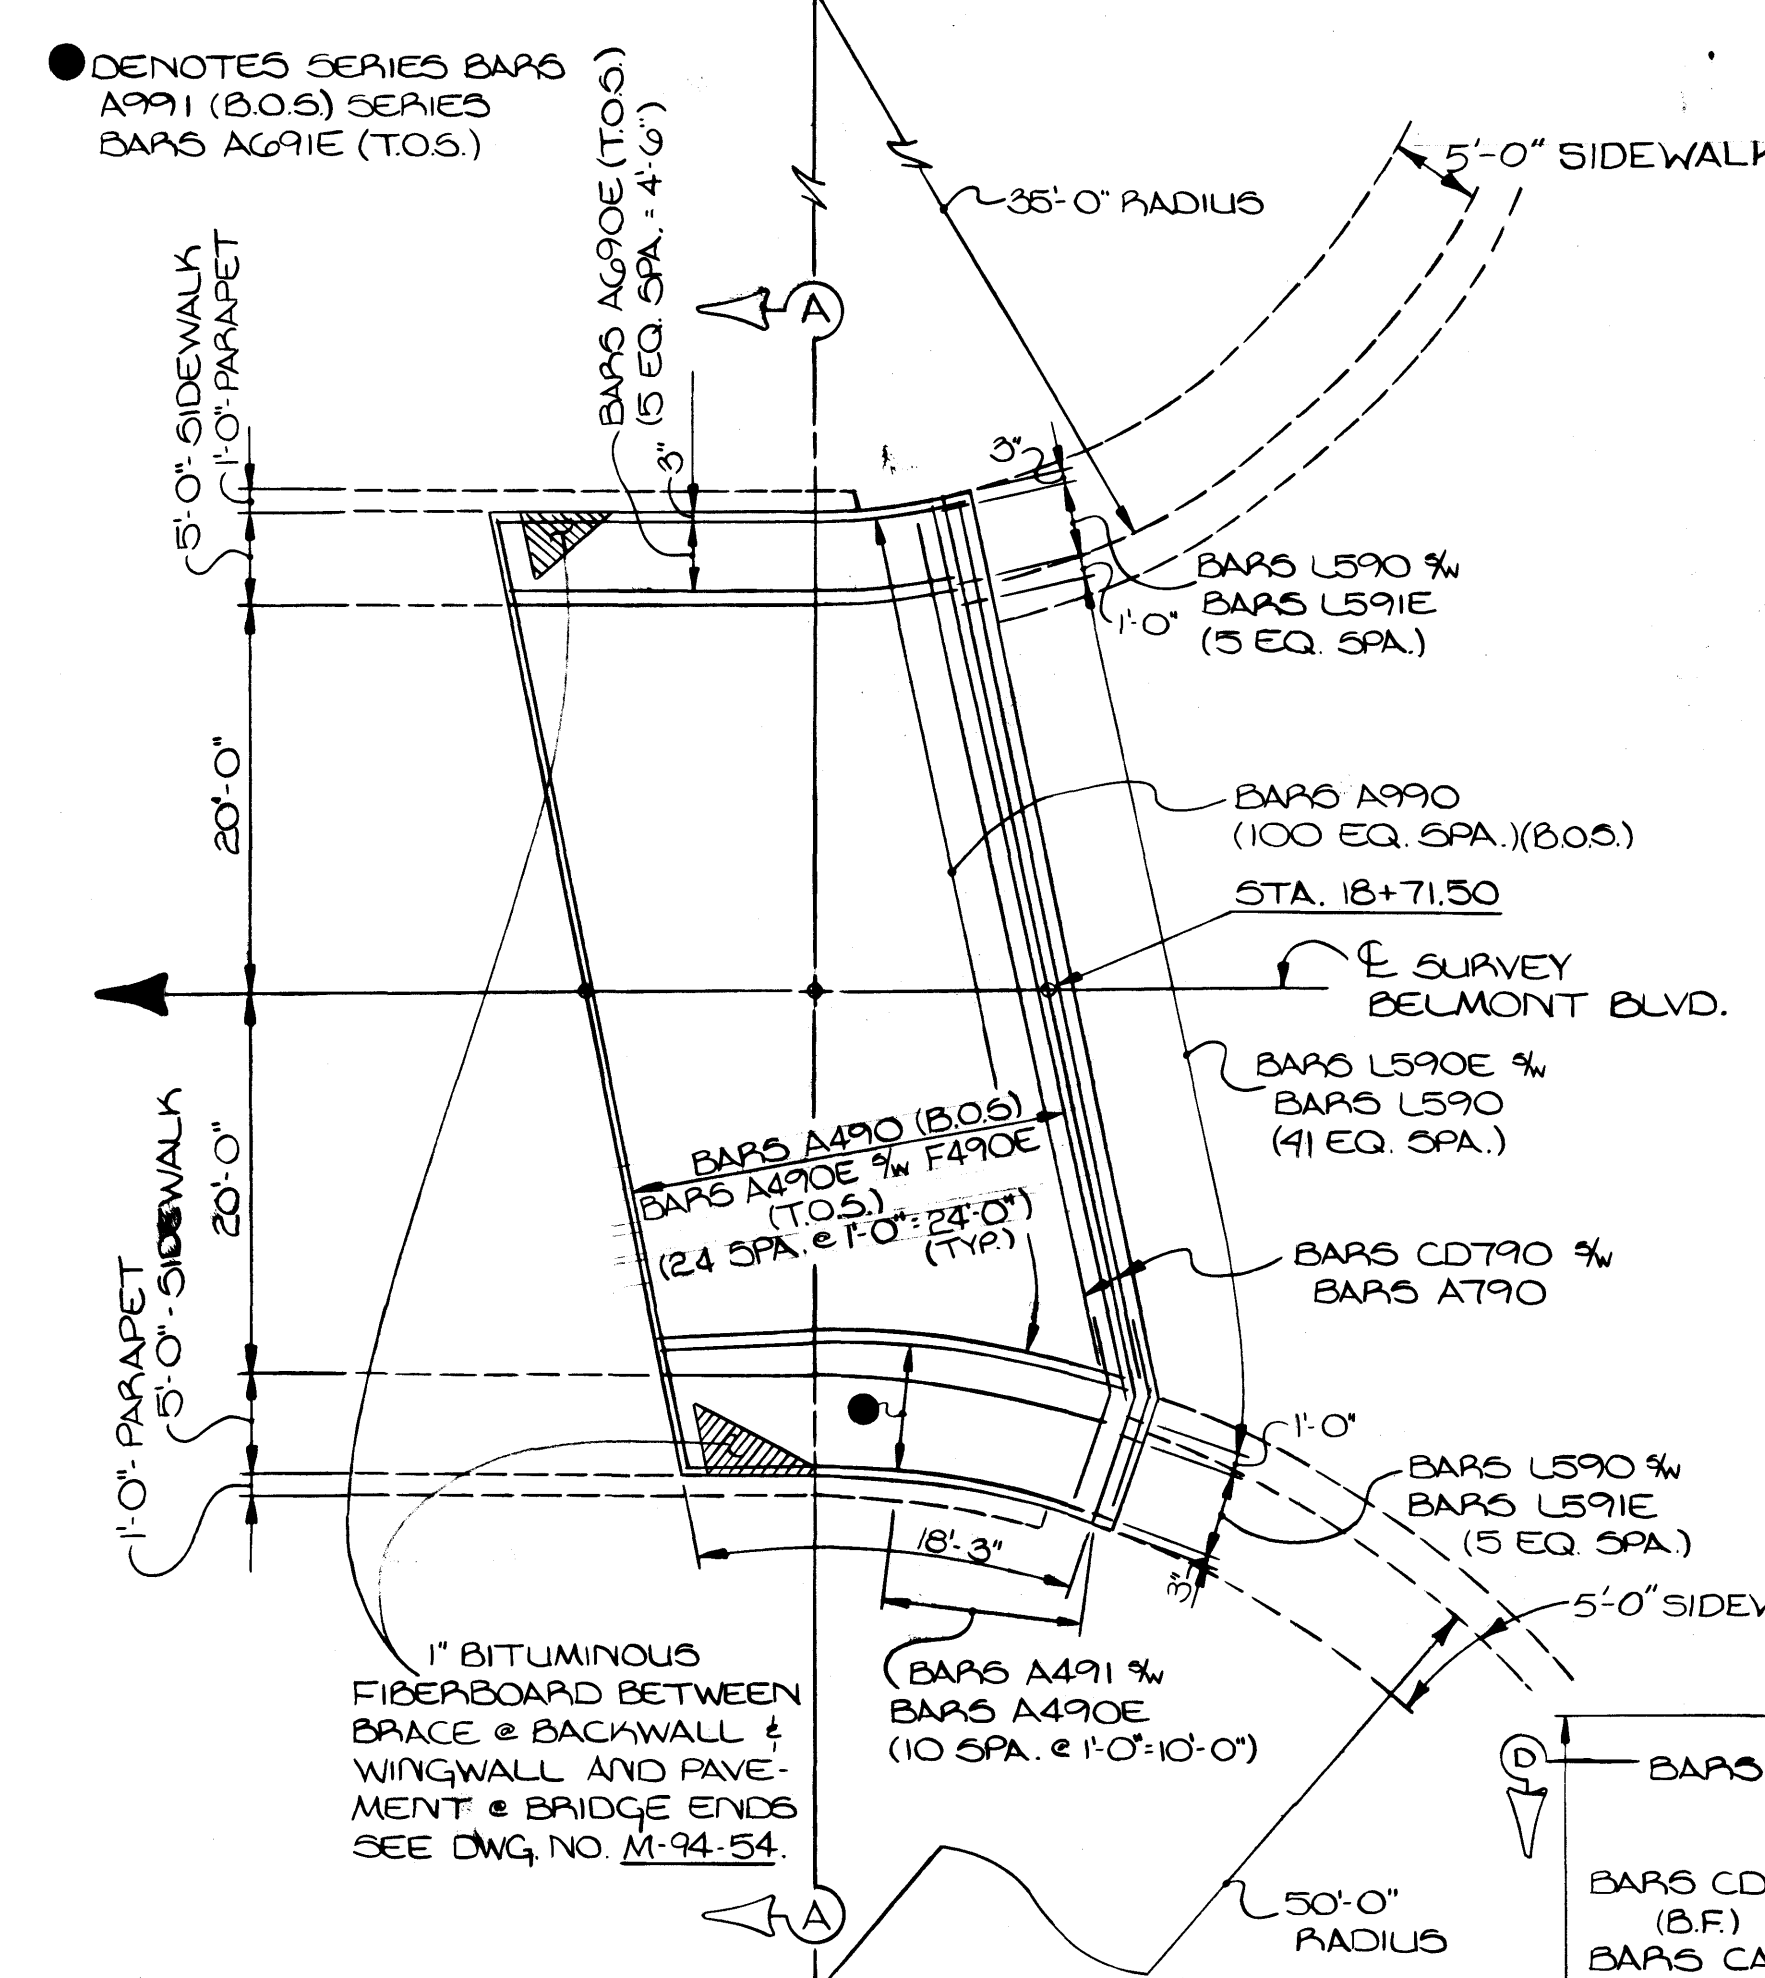 DENOTES SERIES BARS
A991 (B.O.S.) SERIES
BARS A691E (T.O.S.)
BARS A690E (T.O.S.)
(5 EQ. SPA. = 4'-6")
5'-0" SIDEWALK
35'-0" RADIUS
5'-0"-SIDEWALK
1'-0"-PARAPET
A
3"
3"
BARS L590 s/w
BARS L591E
(5 EQ. SPA.)
1'-0"
20'-0"
BARS A990
(100 EQ. SPA.)(B.O.S.)
STA. 18+71.50
℄ SURVEY
BELMONT BLVD.
BARS L590E s/w
BARS L590
(41 EQ. SPA.)
BARS A490 (B.O.S)
BARS A490E s/w F490E
(T.O.S.)
(24 SPA. @ 1'-0"=24'-0")
(TYP.)
20'-0"
5'-0"-SIDEWALK
1'-0"-PARAPET
BARS CD790 s/w
BARS A790
1'-0"
BARS L590 s/w
BARS L591E
(5 EQ. SPA.)
18'-3"
3"
5'-0" SIDEW
1" BITUMINOUS
FIBERBOARD BETWEEN
BRACE @ BACKWALL &
WINGWALL AND PAVE-
MENT @ BRIDGE ENDS
SEE DWG. NO. M-94-54.
BARS A491 s/w
BARS A490E
(10 SPA. @ 1'-0"=10'-0")
D
BARS
A
50'-0"
RADIUS
BARS CD
(B.F.)
BARS CA